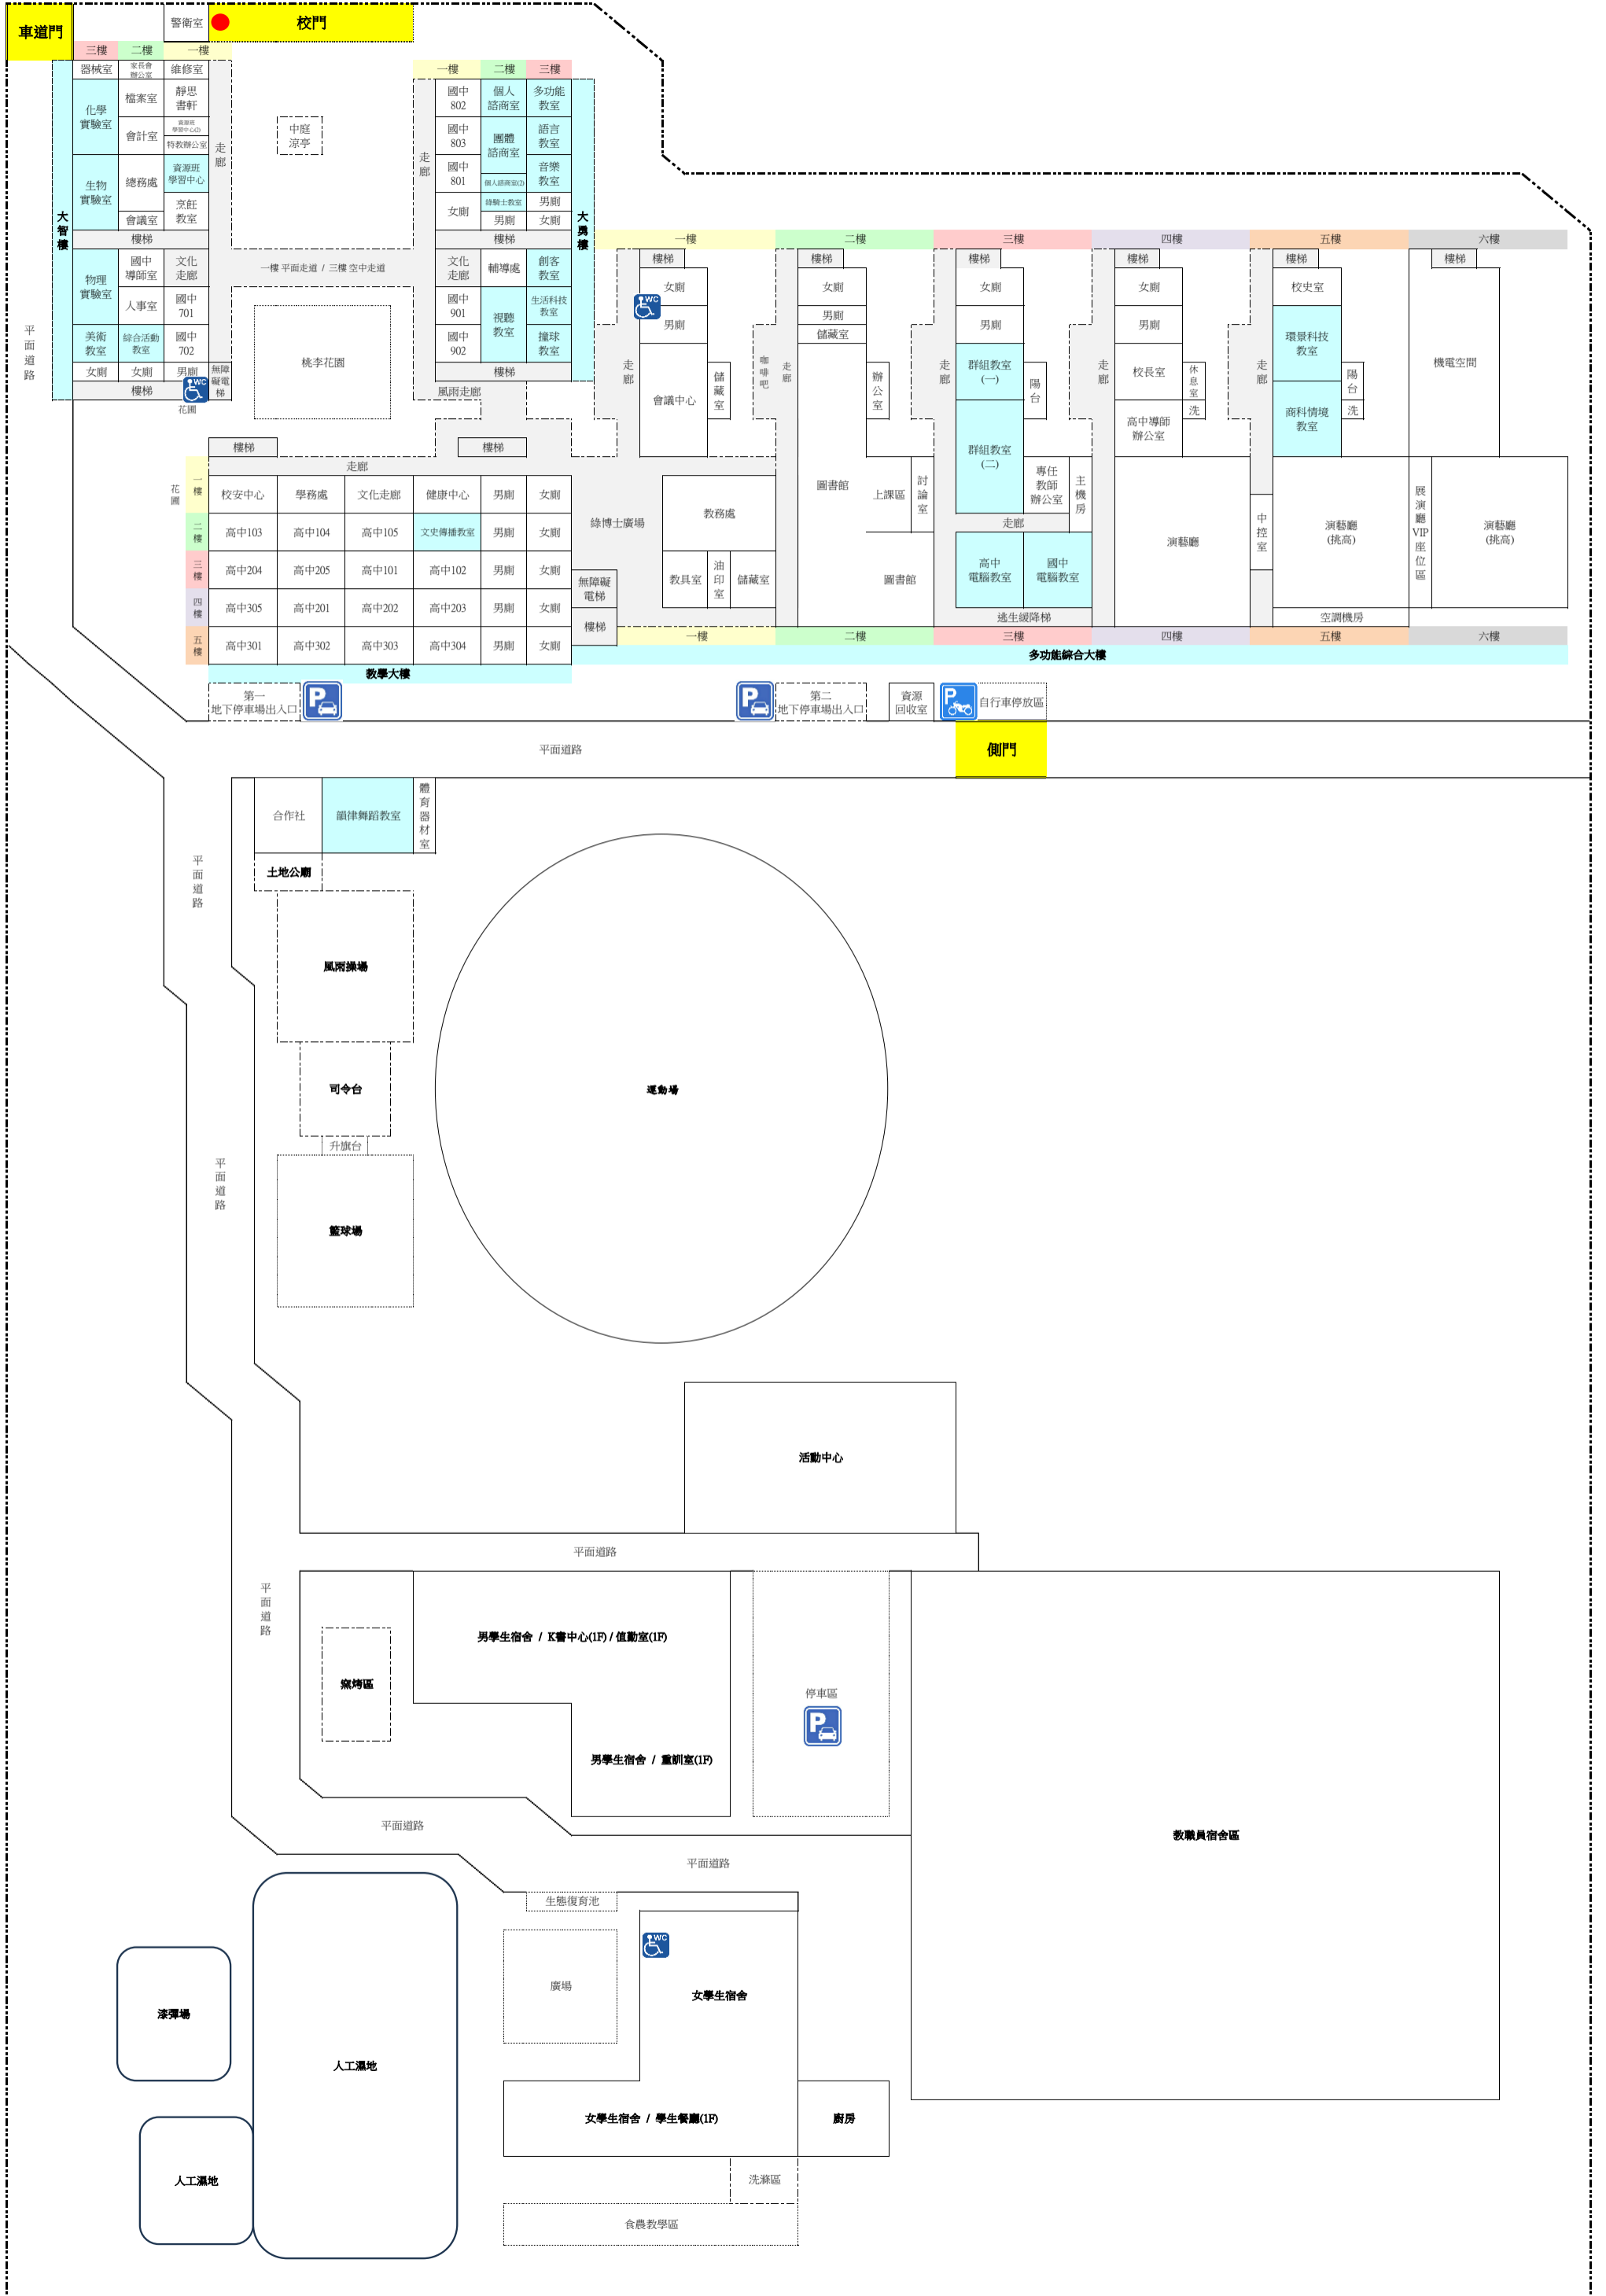 車道門
警衛室
校門
三樓 二樓 一樓
器械室
家長會
辦公室
維修室
化學
實驗室
檔案室
靜思
書軒
會計室
資源班
學習中心(2)
特教辦公室
走廊
生物
實驗室
總務處
資源班
學習中心
烹飪
教室
會議室
大智樓
樓梯
物理
實驗室
國中
導師室
文化
走廊
人事室
國中
701
美術
教室
綜合活動
教室
國中
702
女廁
女廁
男廁
WC
無障
礙電
梯
樓梯
花圃
平面道路
中庭
涼亭
一樓 平面走道 / 三樓 空中走道
桃李花園
一樓 二樓 三樓
走廊
國中
802
個人
諮商室
多功能
教室
國中
803
團體
諮商室
語言
教室
國中
801
個人諮商室(2)
音樂
教室
女廁
綠騎士教室
男廁
男廁
女廁
大勇樓
樓梯
文化
走廊
輔導處
創客
教室
國中
901
視聽
教室
生活科技
教室
國中
902
撞球
教室
樓梯
風雨走廊
一樓 二樓 三樓 四樓 五樓 六樓
樓梯
女廁
WC
男廁
走廊
會議中心
儲藏室
咖啡吧
樓梯
女廁
男廁
儲藏室
走廊
辦公室
圖書館
上課區
討論室
圖書館
樓梯
女廁
男廁
走廊
群組教室
(一)
陽台
群組教室
(二)
專任
教師
辦公室
主機房
走廊
高中
電腦教室
國中
電腦教室
逃生緩降梯
樓梯
女廁
男廁
走廊
校長室
休息室
洗
高中導師
辦公室
演藝廳
樓梯
校史室
走廊
環景科技
教室
商科情境
教室
陽台
洗
中控室
演藝廳
(挑高)
空調機房
樓梯
機電空間
展演廳VIP座位區
演藝廳
(挑高)
樓梯
樓梯
走廊
花圃
一樓
校安中心 學務處 文化走廊 健康中心 男廁 女廁
二樓
高中103 高中104 高中105 文史傳播教室 男廁 女廁
三樓
高中204 高中205 高中101 高中102 男廁 女廁
四樓
高中305 高中201 高中202 高中203 男廁 女廁
五樓
高中301 高中302 高中303 高中304 男廁 女廁
綠博士廣場
教務處
教具室
油印室
儲藏室
無障礙
電梯
樓梯
一樓 二樓 三樓 四樓 五樓 六樓
多功能綜合大樓
教學大樓
第一
地下停車場出入口
P
P
第二
地下停車場出入口
資源
回收室
P
自行車停放區
平面道路
側門
合作社
韻律舞蹈教室
體育器材室
土地公廟
平面道路
風雨操場
司令台
升旗台
運動場
平面道路
籃球場
活動中心
平面道路
平面道路
男學生宿舍 / K書中心(1F) / 值勤室(1F)
窯烤區
停車區
P
男學生宿舍 / 重訓室(1F)
平面道路
教職員宿舍區
平面道路
生態復育池
WC
廣場
女學生宿舍
漆彈場
人工濕地
女學生宿舍 / 學生餐廳(1F)
廚房
人工濕地
洗滌區
食農教學區